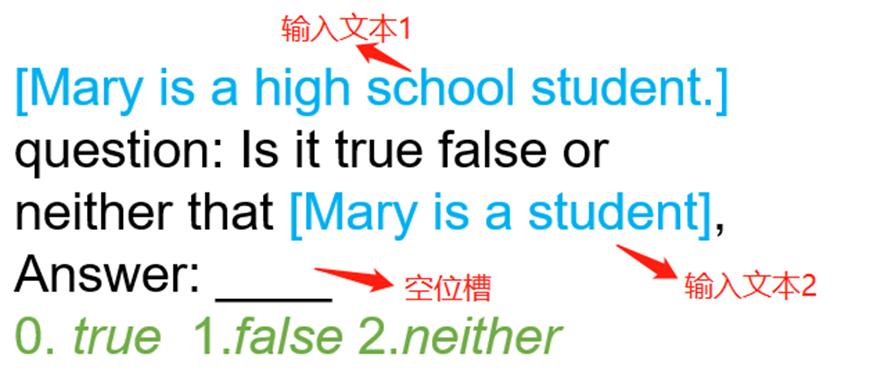 输入文本1
[Mary is a high school student.]
question: Is it true false or
neither that [Mary is a student],
Answer: ____
空位槽
输入文本2
0. true 1.false 2.neither